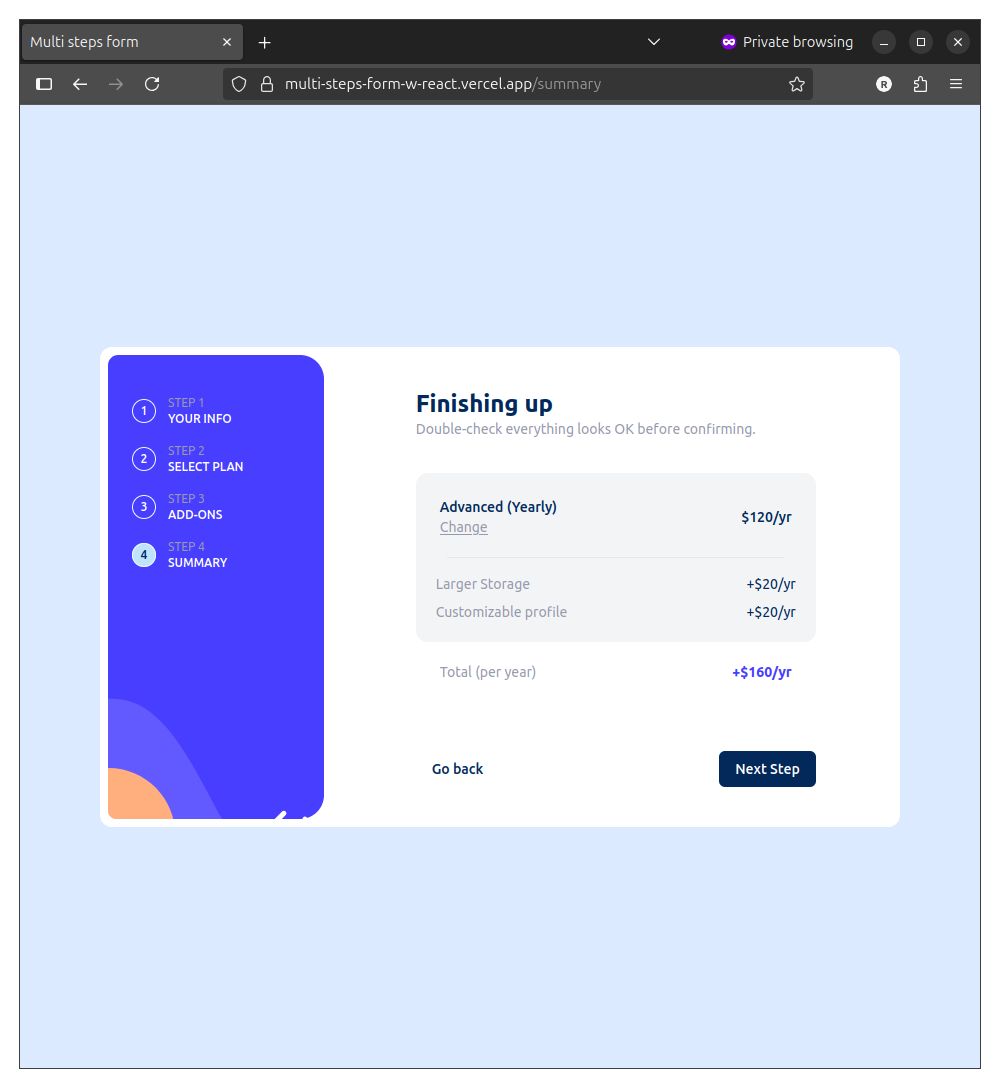 Multi steps form
Private browsing
multi-steps-form-w-react.vercel.app/summary
R
1 STEP 1
YOUR INFO
2 STEP 2
SELECT PLAN
3 STEP 3
ADD-ONS
4 STEP 4
SUMMARY
Finishing up
Double-check everything looks OK before confirming.
Advanced (Yearly) $120/yr
Change
Larger Storage +$20/yr
Customizable profile +$20/yr
Total (per year) +$160/yr
Go back Next Step